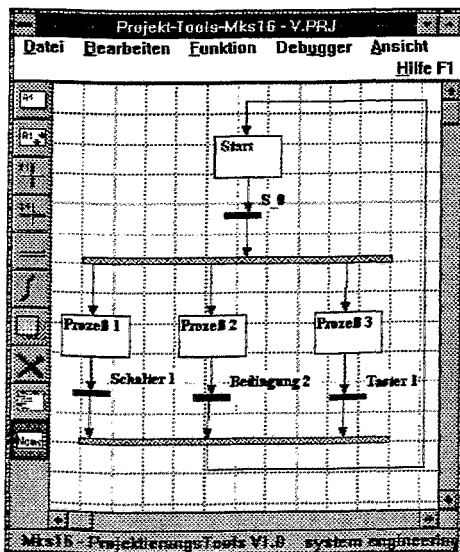 Projekt-Tools-Mks16 - V.PRJ
Datei Bearbeiten Funktion Debugger Ansicht
Hilfe F1
Start
S_0
Prozeß 1 Prozeß 2 Prozeß 3
Schalter 1 Bedingung 2 Taster 1
Mks16 - ProjektierungsTools V1.0 system engineering